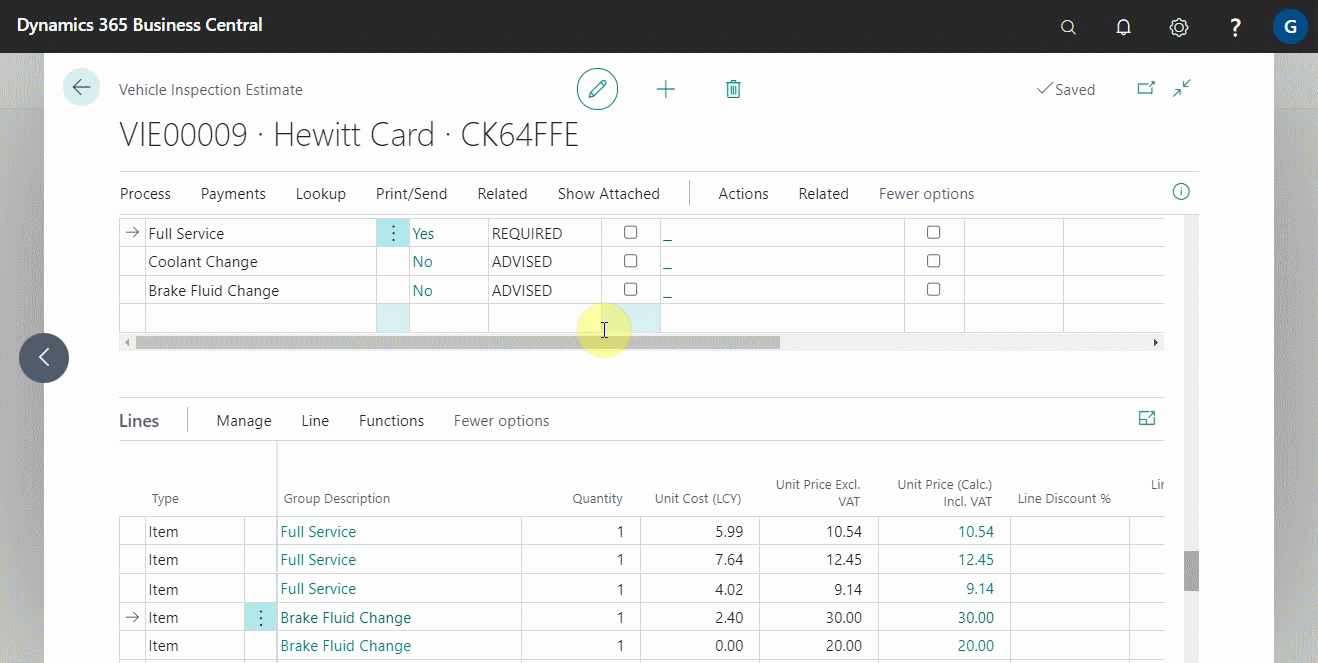 Dynamics 365 Business Central
? G
Vehicle Inspection Estimate
Saved
VIE00009 · Hewitt Card · CK64FFE
Process Payments Lookup Print/Send Related Show Attached Actions Related Fewer options
Full Service Yes REQUIRED _
Coolant Change No ADVISED _
Brake Fluid Change No ADVISED _
Lines Manage Line Functions Fewer options
Type Group Description Quantity Unit Cost (LCY) Unit Price Excl. VAT Unit Price (Calc.) Incl. VAT Line Discount %
Item Full Service 1 5.99 10.54 10.54
Item Full Service 1 7.64 12.45 12.45
Item Full Service 1 4.02 9.14 9.14
Item Brake Fluid Change 1 2.40 30.00 30.00
Item Brake Fluid Change 1 0.00 20.00 20.00